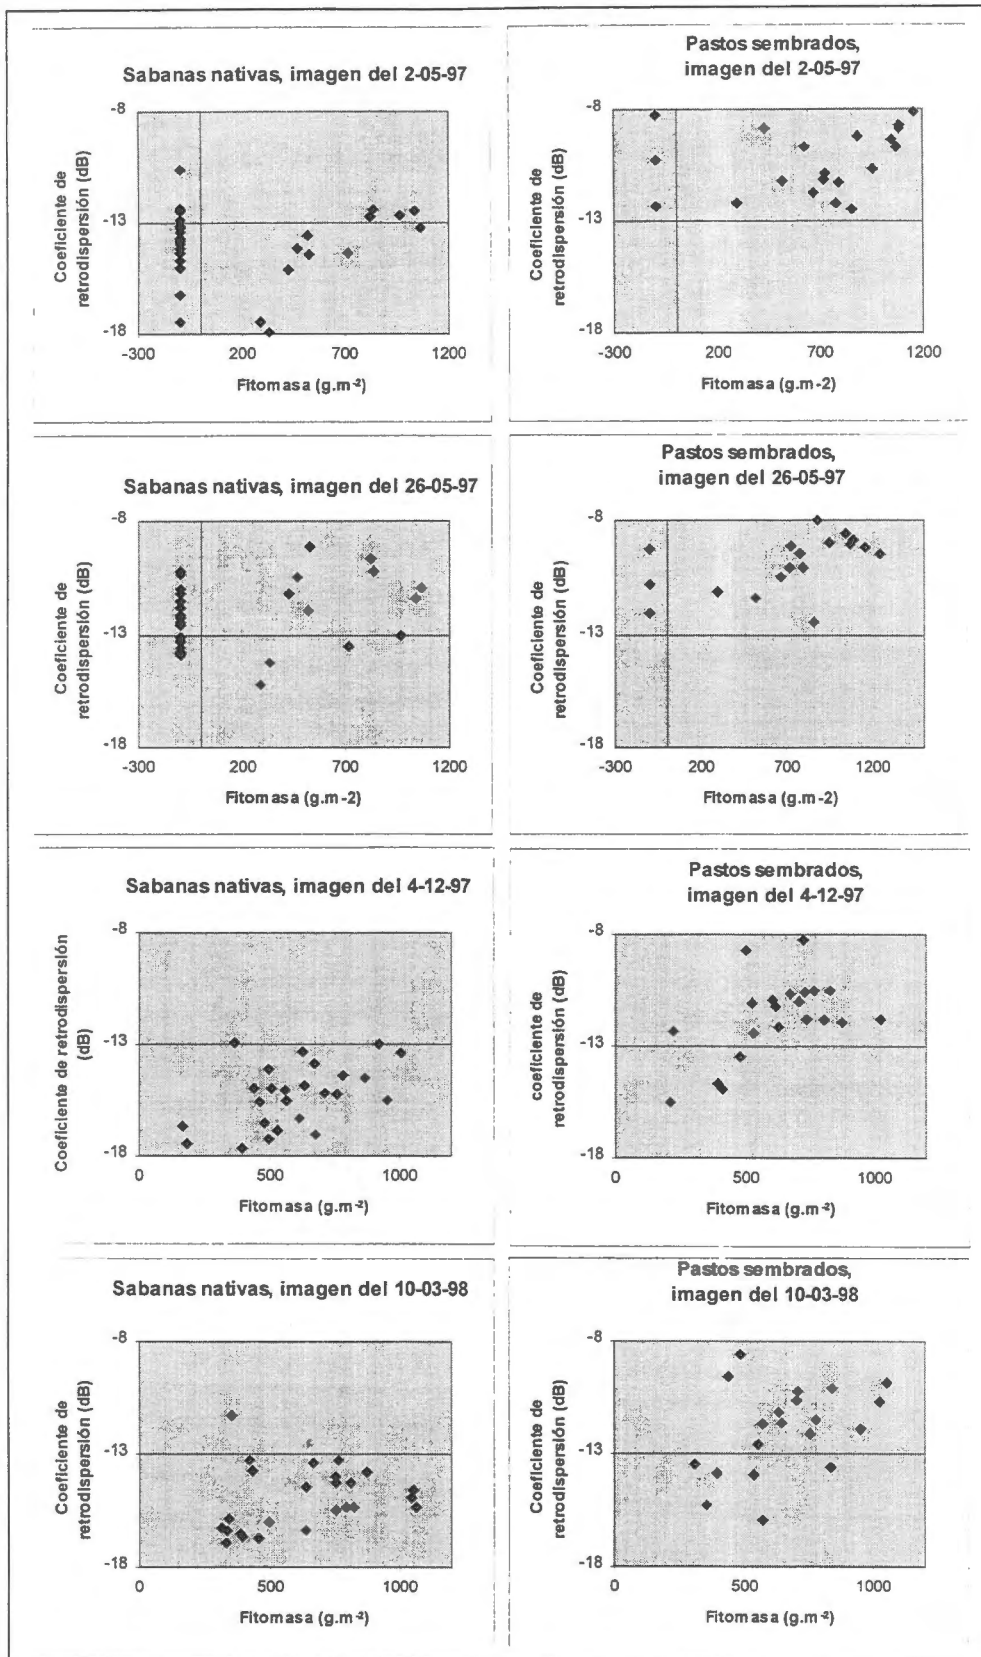 Sabanas nativas, imagen del 2-05-97
Coeficiente de
retrodispersión (dB)
-8
-13
-18
-300
200
700
1200
Fitomasa (g.m-²)
Pastos sembrados,
imagen del 2-05-97
Coeficiente de
retrodispersión (dB)
-8
-13
-18
-300
200
700
1200
Fitomasa (g.m-2)
Sabanas nativas, imagen del 26-05-97
Coeficiente de
retrodispersión (dB)
-8
-13
-18
-300
200
700
1200
Fitomasa (g.m-2)
Pastos sembrados,
imagen del 26-05-97
Coeficiente de
retrodispersión (dB)
-8
-13
-18
-300
200
700
1200
Fitomasa (g.m-2)
Sabanas nativas, imagen del 4-12-97
Coeficiente de retrodispersión
(dB)
-8
-13
-18
0
500
1000
Fitomasa (g.m-²)
Pastos sembrados,
imagen del 4-12-97
coeficiente de
retrodispersión (dB)
-8
-13
-18
0
500
1000
Fitomasa (g.m-²)
Sabanas nativas, imagen del 10-03-98
Coeficiente de
retrodispersión (dB)
-8
-13
-18
0
500
1000
Fitomasa (g.m-²)
Pastos sembrados,
imagen del 10-03-98
Coeficiente de
retrodispersión (dB)
-8
-13
-18
0
500
1000
Fitomasa (g.m-²)